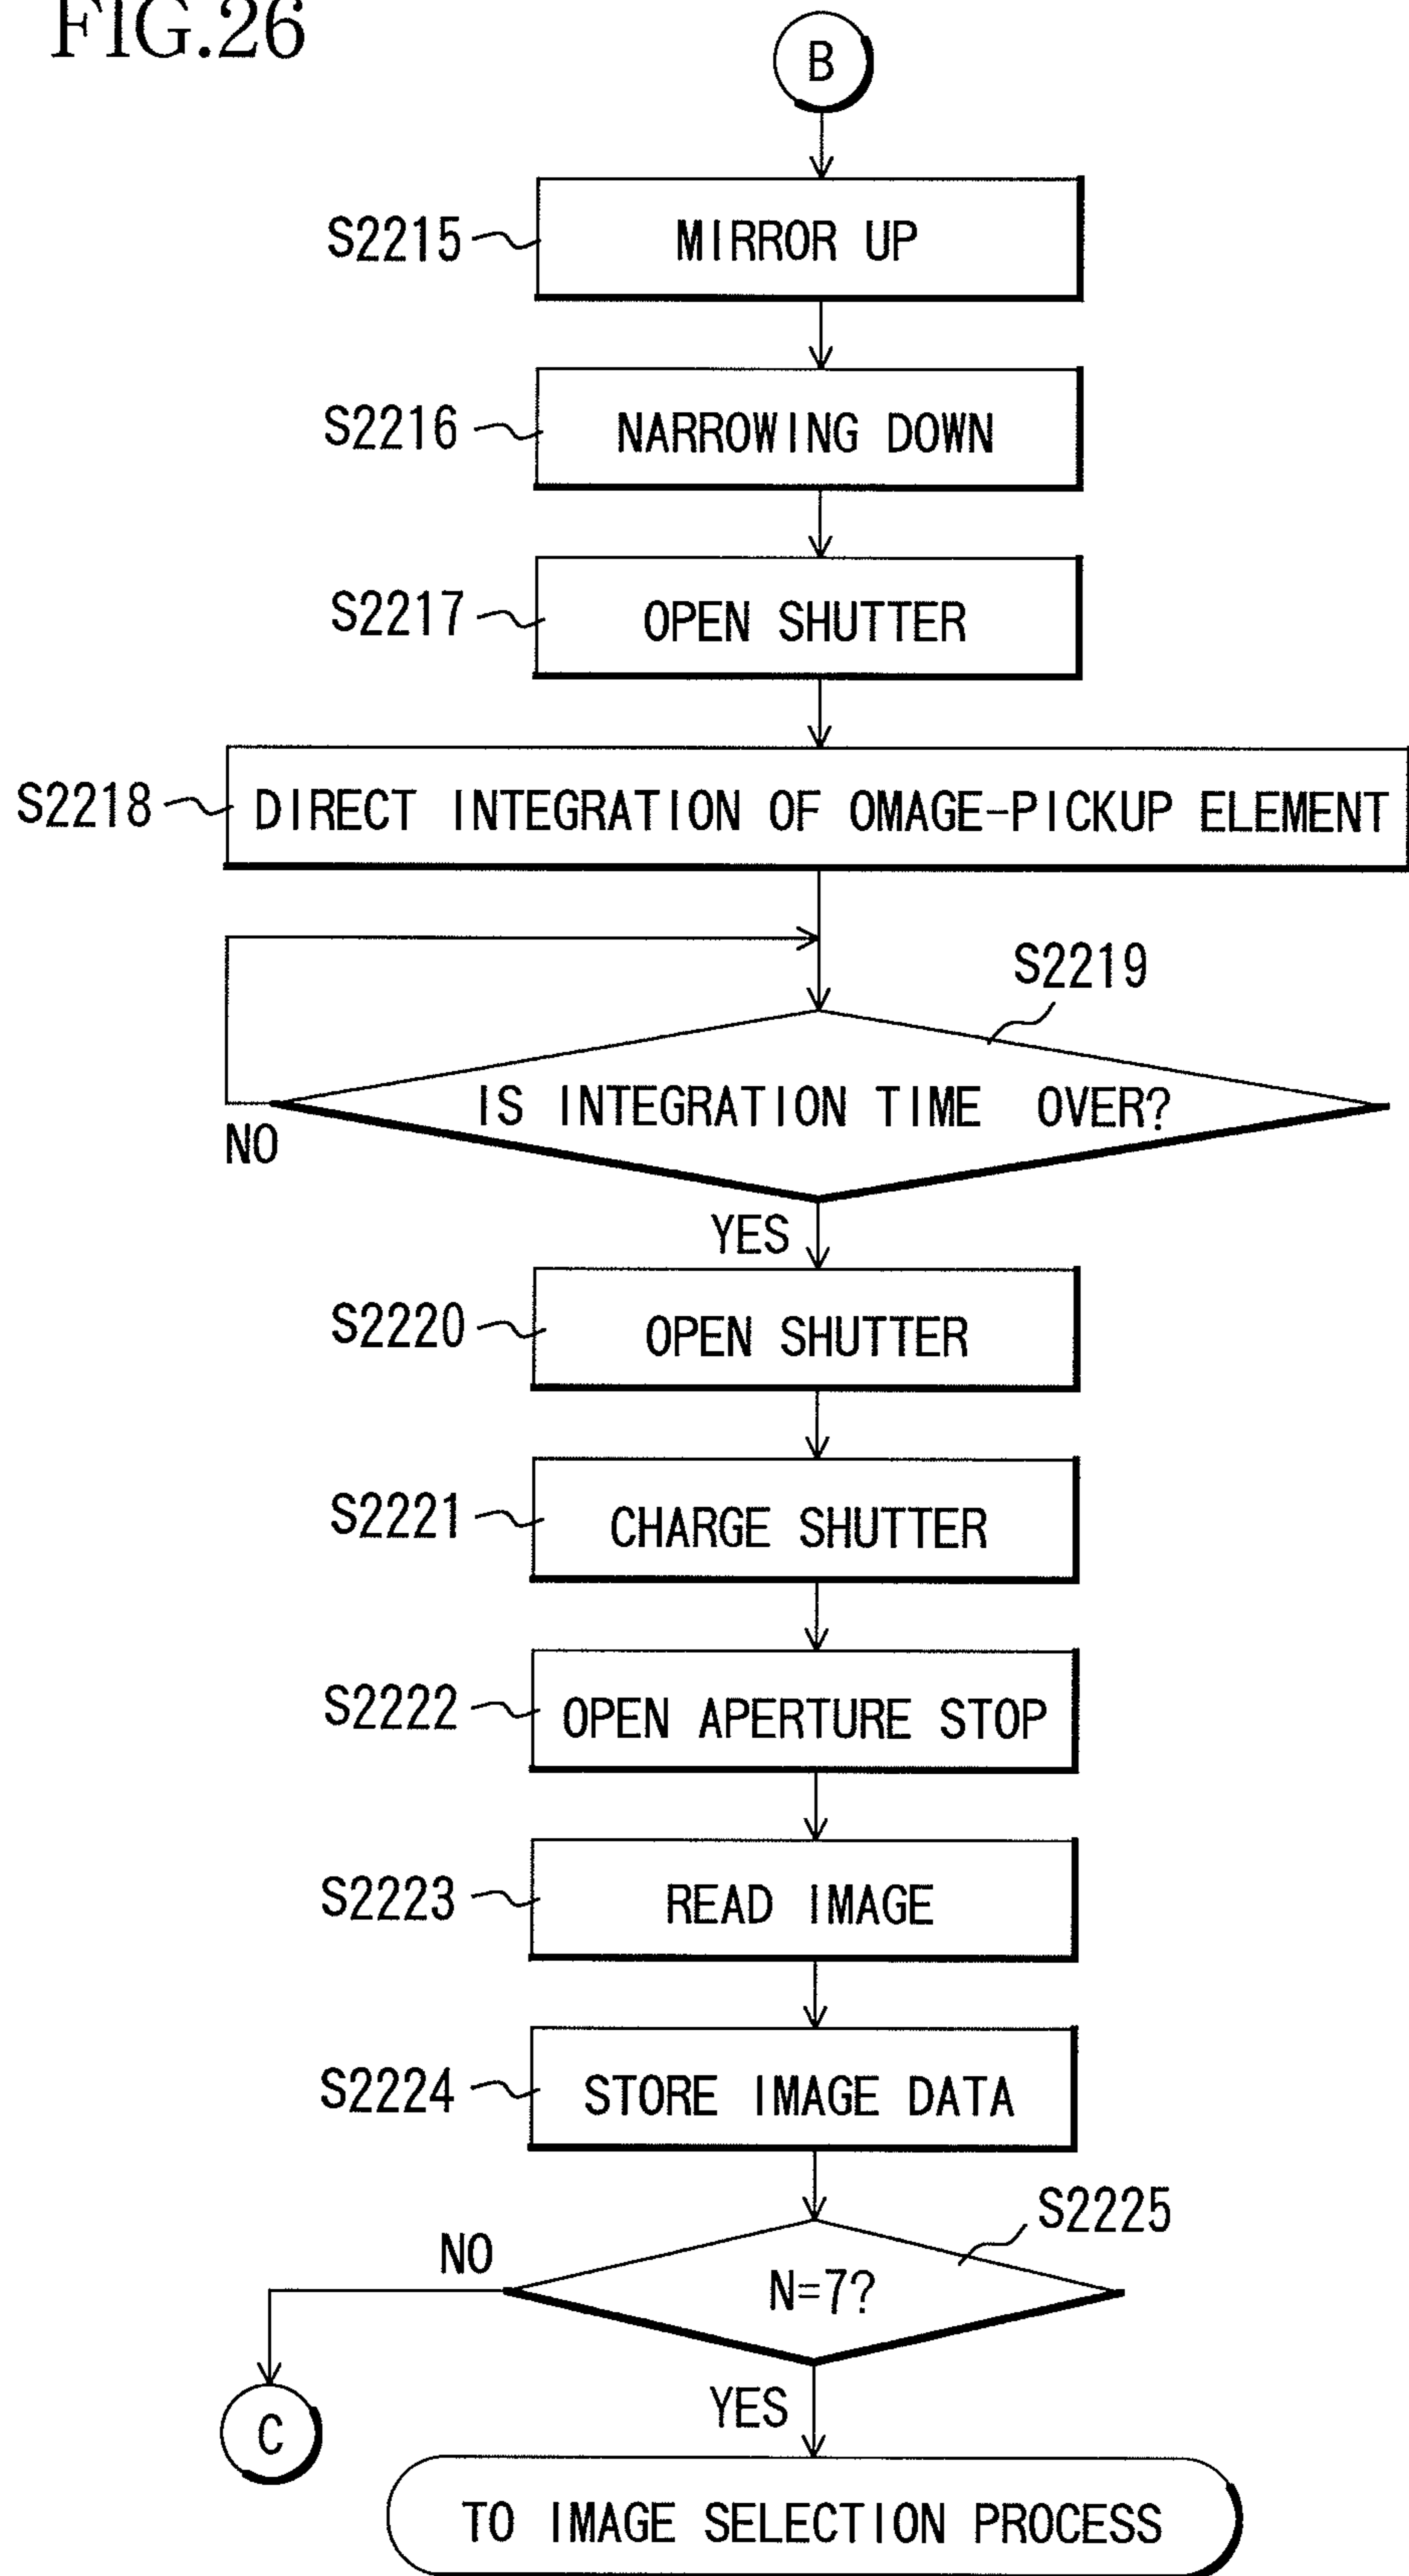 FIG.26
B
S2215
MIRROR UP
S2216
NARROWING DOWN
S2217
OPEN SHUTTER
S2218
DIRECT INTEGRATION OF OMAGE-PICKUP ELEMENT
S2219
IS INTEGRATION TIME OVER?
NO
YES
S2220
OPEN SHUTTER
S2221
CHARGE SHUTTER
S2222
OPEN APERTURE STOP
S2223
READ IMAGE
S2224
STORE IMAGE DATA
S2225
NO
N=7?
YES
C
TO IMAGE SELECTION PROCESS